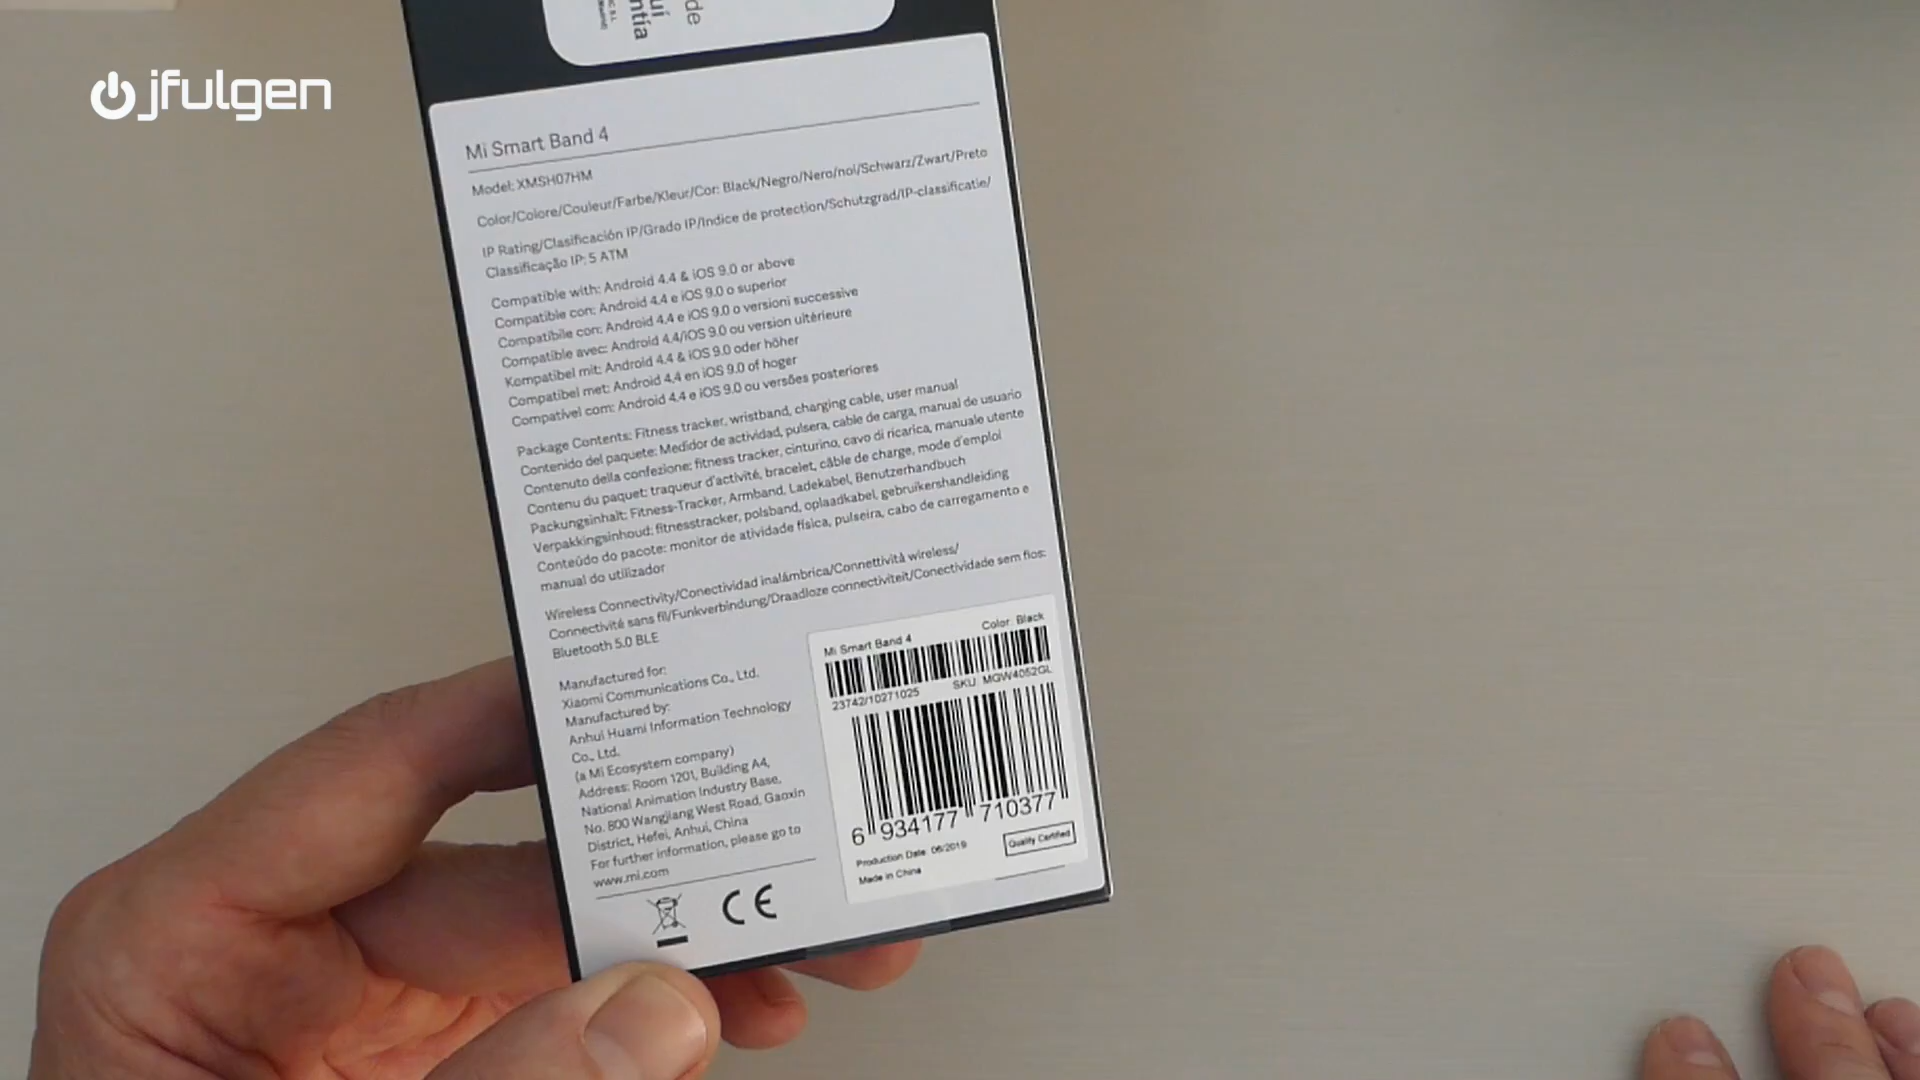 jfulgen
de
uí
ntía
Mi Smart Band 4
Model: XMSH07HM
Color/Colore/Couleur/Farbe/Kleur/Cor: Black/Negro/Nero/noi/Schwarz/Zwart/Preto
IP Rating/Clasificación IP/Grado IP/Indice de protection/Schutzgrad/IP-classificatie/
Classificação IP: 5 ATM
Compatible with: Android 4.4 & iOS 9.0 or above
Compatible con: Android 4.4 e iOS 9.0 o superior
Compatibile con: Android 4.4 e iOS 9.0 o versioni successive
Compatible avec: Android 4.4/iOS 9.0 ou version ultérieure
Kompatibel mit: Android 4.4 & iOS 9.0 oder höher
Compatibel met: Android 4.4 en iOS 9.0 of hoger
Compatível com: Android 4.4 e iOS 9.0 ou versões posteriores
Package Contents: Fitness tracker, wristband, charging cable, user manual
Contenido del paquete: Medidor de actividad, pulsera, cable de carga, manual de usuario
Contenuto della confezione: fitness tracker, cinturino, cavo di ricarica, manuale utente
Contenu du paquet: traqueur d'activité, bracelet, câble de charge, mode d'emploi
Packungsinhalt: Fitness-Tracker, Armband, Ladekabel, Benutzerhandbuch
Verpakkingsinhoud: fitnesstracker, polsband, oplaadkabel, gebruikershandleiding
Conteúdo do pacote: monitor de atividade física, pulseira, cabo de carregamento e
manual do utilizador
Wireless Connectivity/Conectividad inalámbrica/Connettività wireless/
Connectivité sans fil/Funkverbindung/Draadloze connectiviteit/Conectividade sem fios:
Bluetooth 5.0 BLE
Manufactured for:
Xiaomi Communications Co., Ltd.
Manufactured by:
Anhui Huami Information Technology
Co., Ltd.
(a Mi Ecosystem company)
Address: Room 1201, Building A4,
National Animation Industry Base,
No. 800 Wangjiang West Road, Gaoxin
District, Hefei, Anhui, China
For further information, please go to
www.mi.com
CE
Mi Smart Band 4 Color: Black
23742/10271025 SKU: MGW4052GL
6 934177 710377
Production Date: 06/2019 Quality Certified
Made in China